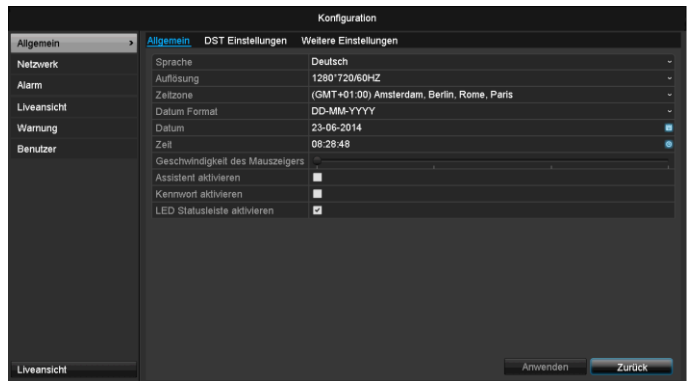 Konfiguration
Allgemein >
Netzwerk
Alarm
Liveansicht
Warnung
Benutzer
Liveansicht
Allgemein DST Einstellungen Weitere Einstellungen
Sprache Deutsch
Auflösung 1280*720/60HZ
Zeitzone (GMT+01:00) Amsterdam, Berlin, Rome, Paris
Datum Format DD-MM-YYYY
Datum 23-06-2014
Zeit 08:28:48
Geschwindigkeit des Mauszeigers
Assistent aktivieren
Kennwort aktivieren
LED Statusleiste aktivieren
Anwenden Zurück